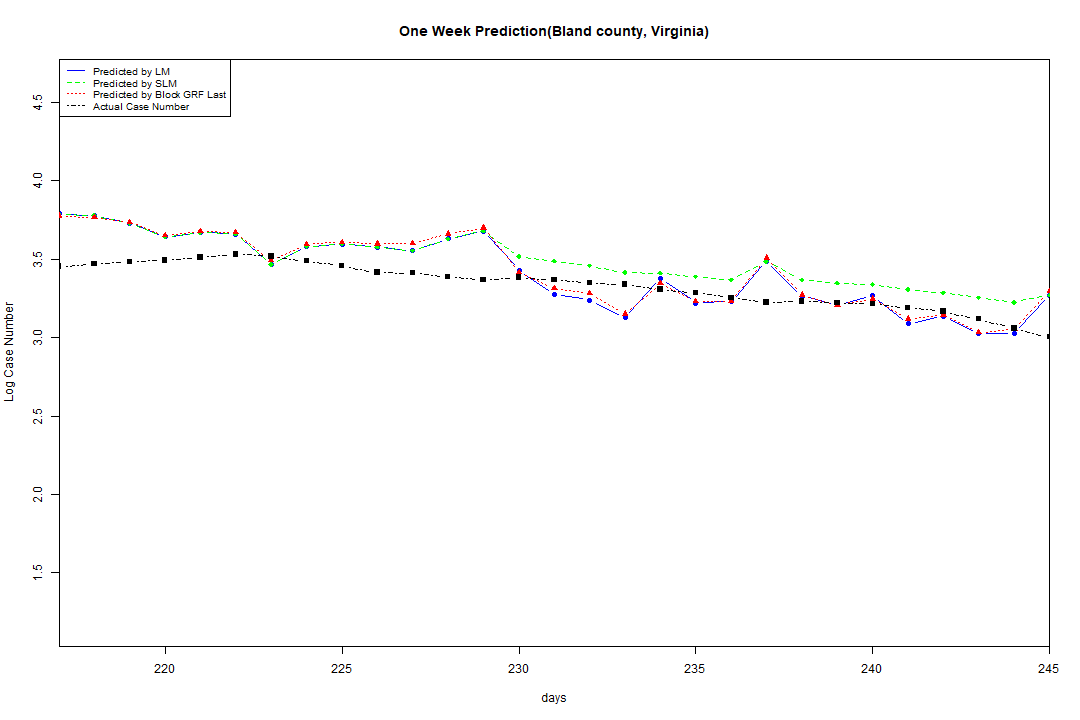 One Week Prediction(Bland county, Virginia)
Predicted by LM
Predicted by SLM
Predicted by Block GRF Last
Actual Case Number
Log Case Number
4.5
4.0
3.5
3.0
2.5
2.0
1.5
220 225 230 235 240 245
days